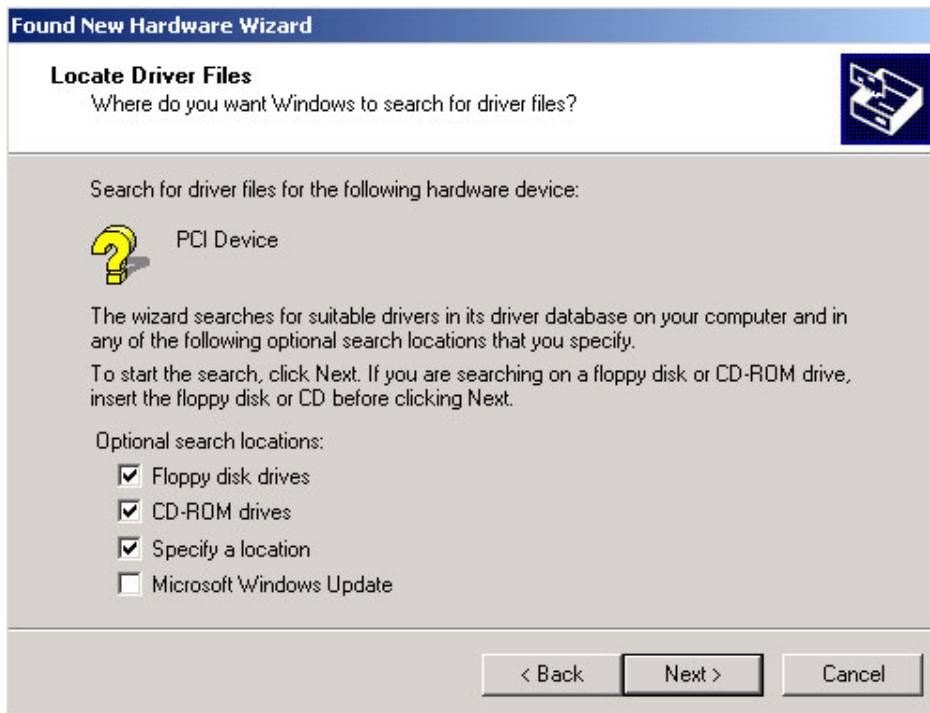 Found New Hardware Wizard
Locate Driver Files
Where do you want Windows to search for driver files?
Search for driver files for the following hardware device:
PCI Device
The wizard searches for suitable drivers in its driver database on your computer and in
any of the following optional search locations that you specify.
To start the search, click Next. If you are searching on a floppy disk or CD-ROM drive,
insert the floppy disk or CD before clicking Next.
Optional search locations:
Floppy disk drives
CD-ROM drives
Specify a location
Microsoft Windows Update
< Back Next > Cancel